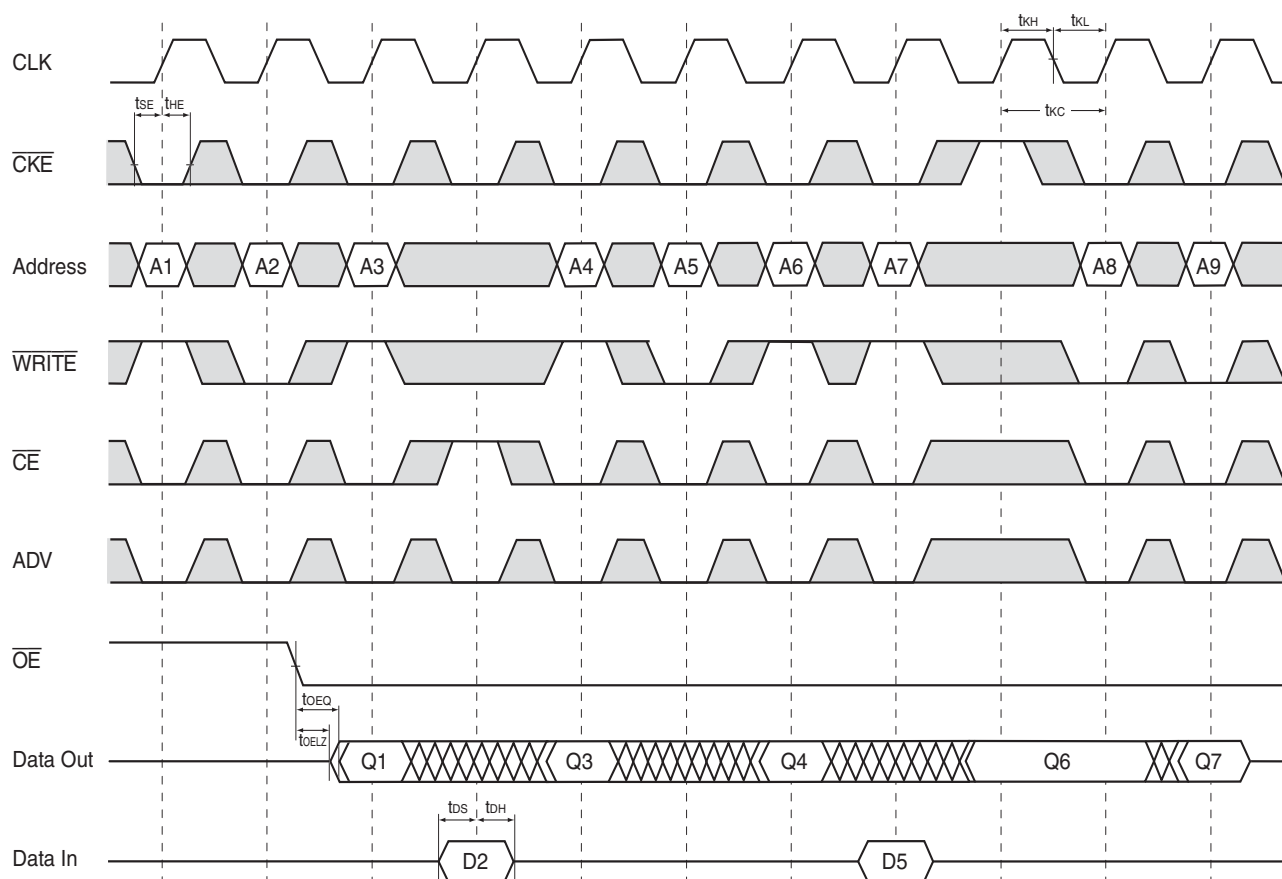 tKH tKL
CLK
tSE tHE
tKC
CKE
Address A1 A2 A3 A4 A5 A6 A7 A8 A9
WRITE
CE
ADV
OE
tOEQ
tOELZ
Data Out Q1 Q3 Q4 Q6 Q7
tDS tDH
Data In D2 D5